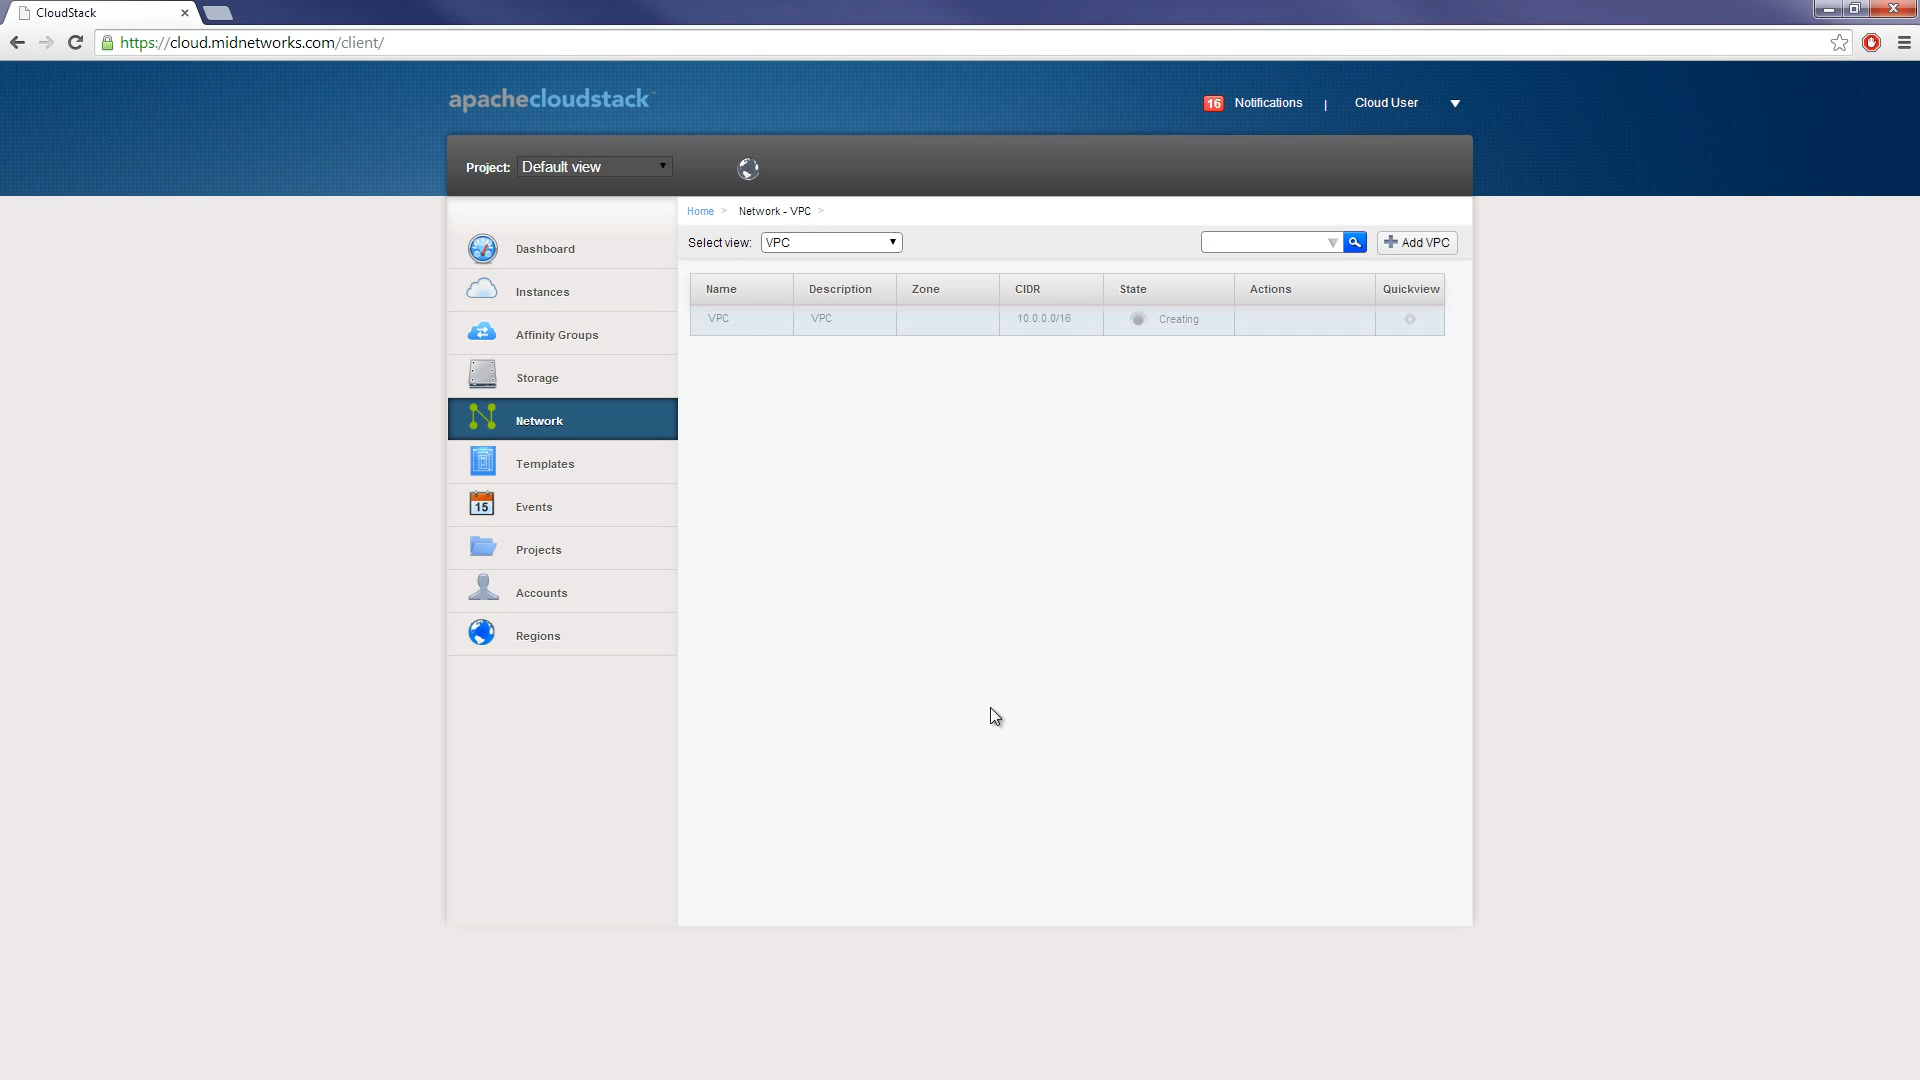 CloudStack
https://cloud.midnetworks.com/client/
apachecloudstack™
16 Notifications | Cloud User
Project: Default view
Home > Network - VPC >
Select view: VPC
Add VPC
Name Description Zone CIDR State Actions Quickview
VPC VPC 10.0.0.0/16 Creating
Dashboard
Instances
Affinity Groups
Storage
Network
Templates
15 Events
Projects
Accounts
Regions